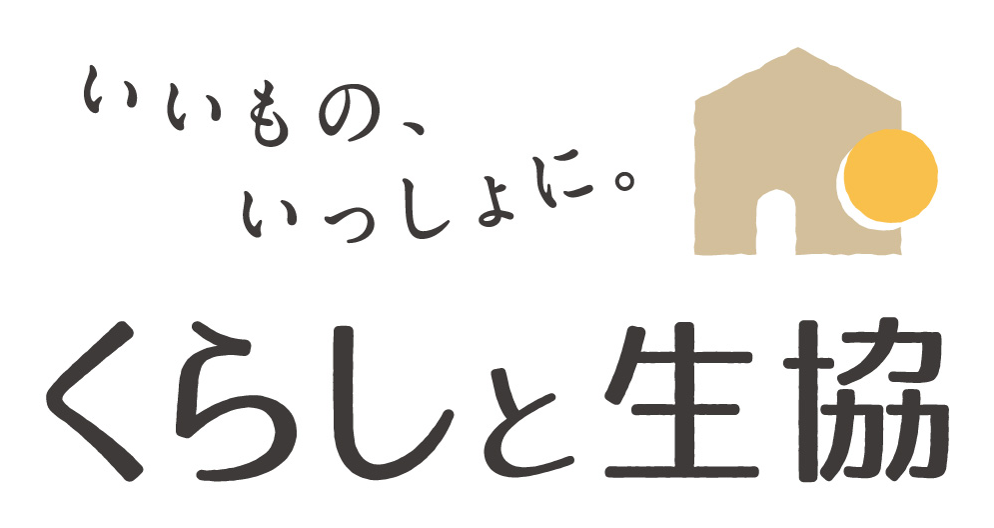 いいもの、
いっしょに。
くらしと生協